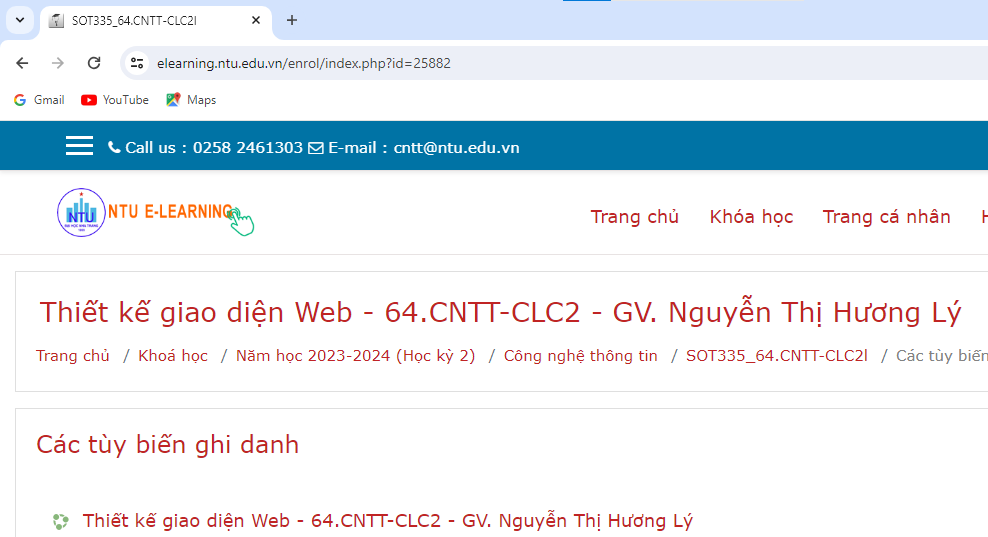 SOT335_64.CNTT-CLC2l
elearning.ntu.edu.vn/enrol/index.php?id=25882
Gmail YouTube Maps
Call us : 0258 2461303 E-mail : cntt@ntu.edu.vn
NTU
NTU E-LEARNING
Trang chủ Khóa học Trang cá nhân
Thiết kế giao diện Web - 64.CNTT-CLC2 - GV. Nguyễn Thị Hương Lý
Trang chủ / Khoá học / Năm học 2023-2024 (Học kỳ 2) / Công nghệ thông tin / SOT335_64.CNTT-CLC2l / Các tùy biến
Các tùy biến ghi danh
Thiết kế giao diện Web - 64.CNTT-CLC2 - GV. Nguyễn Thị Hương Lý